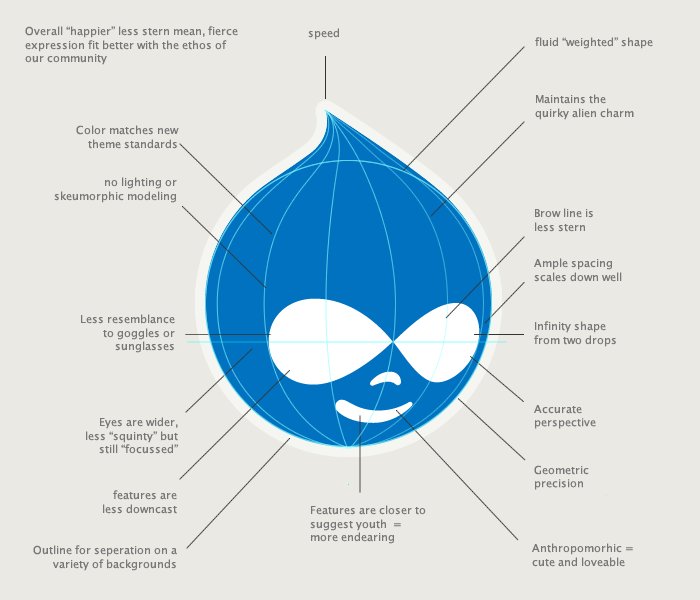 Overall “happier” less stern mean, fierce
expression fit better with the ethos of
our community
speed
fluid “weighted” shape
Maintains the
quirky alien charm
Color matches new
theme standards
no lighting or
skeumorphic modeling
Brow line is
less stern
Ample spacing
scales down well
Less resemblance
to goggles or
sunglasses
Infinity shape
from two drops
Eyes are wider,
less “squinty” but
still “focussed”
Accurate
perspective
Geometric
precision
features are
less downcast
Features are closer to
suggest youth =
more endearing
Outline for seperation on a
variety of backgrounds
Anthropomorhic =
cute and loveable